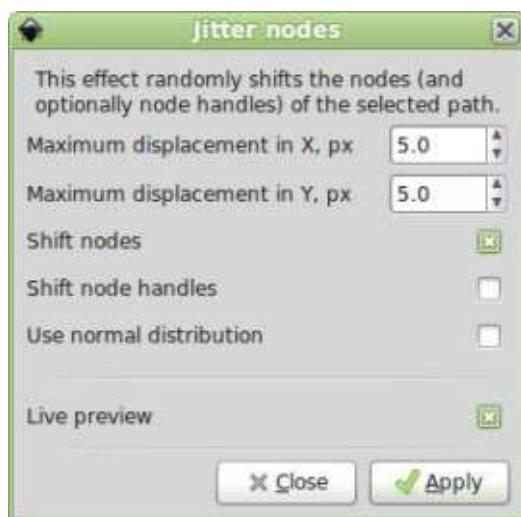 Jitter nodes
This effect randomly shifts the nodes (and
optionally node handles) of the selected path.
Maximum displacement in X, px 5.0
Maximum displacement in Y, px 5.0
Shift nodes
Shift node handles
Use normal distribution
Live preview
Close Apply